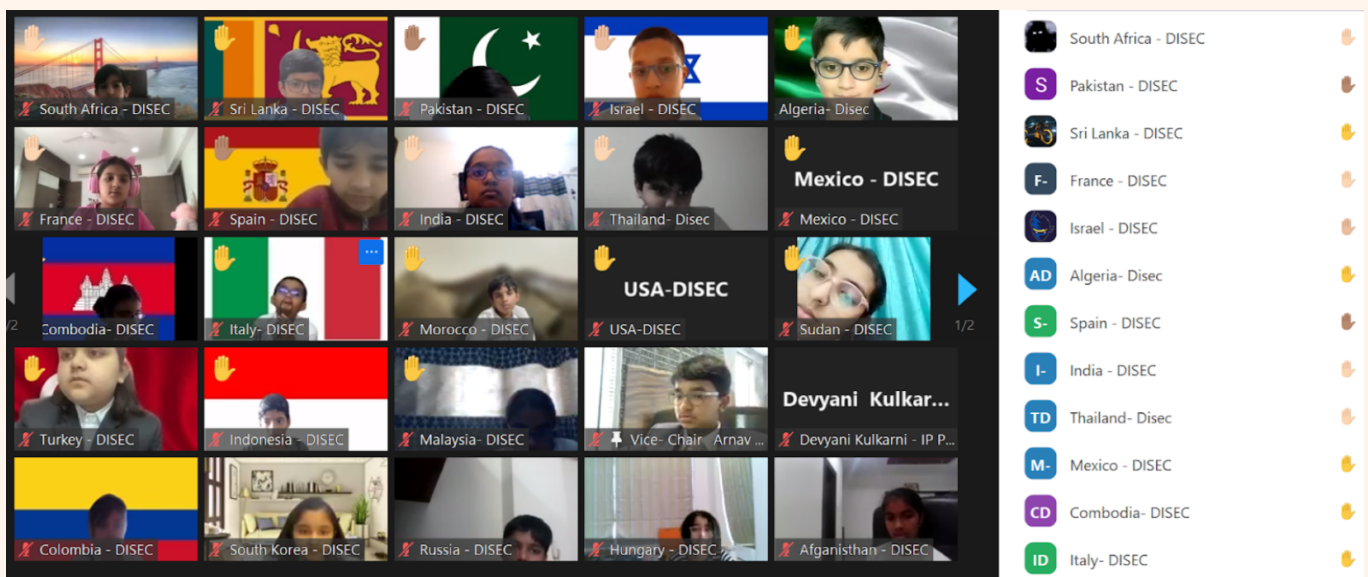 South Africa - DISEC
Sri Lanka - DISEC
Pakistan - DISEC
Israel - DISEC
Algeria- Disec
France - DISEC
Spain - DISEC
India - DISEC
Thailand- Disec
Mexico - DISEC
Mexico - DISEC
Combodia- DISEC
Italy- DISEC
Morocco - DISEC
USA-DISEC
USA-DISEC
Sudan - DISEC
/2
1/2
Turkey - DISEC
Indonesia - DISEC
Malaysia- DISEC
Vice- Chair Arnav ...
Devyani Kulkar...
Devyani Kulkarni - IP P...
Colombia - DISEC
South Korea - DISEC
Russia - DISEC
Hungary - DISEC
Afganisthan - DISEC
South Africa - DISEC
S Pakistan - DISEC
Sri Lanka - DISEC
F- France - DISEC
Israel - DISEC
AD Algeria- Disec
S- Spain - DISEC
I- India - DISEC
TD Thailand- Disec
M- Mexico - DISEC
CD Combodia- DISEC
ID Italy- DISEC